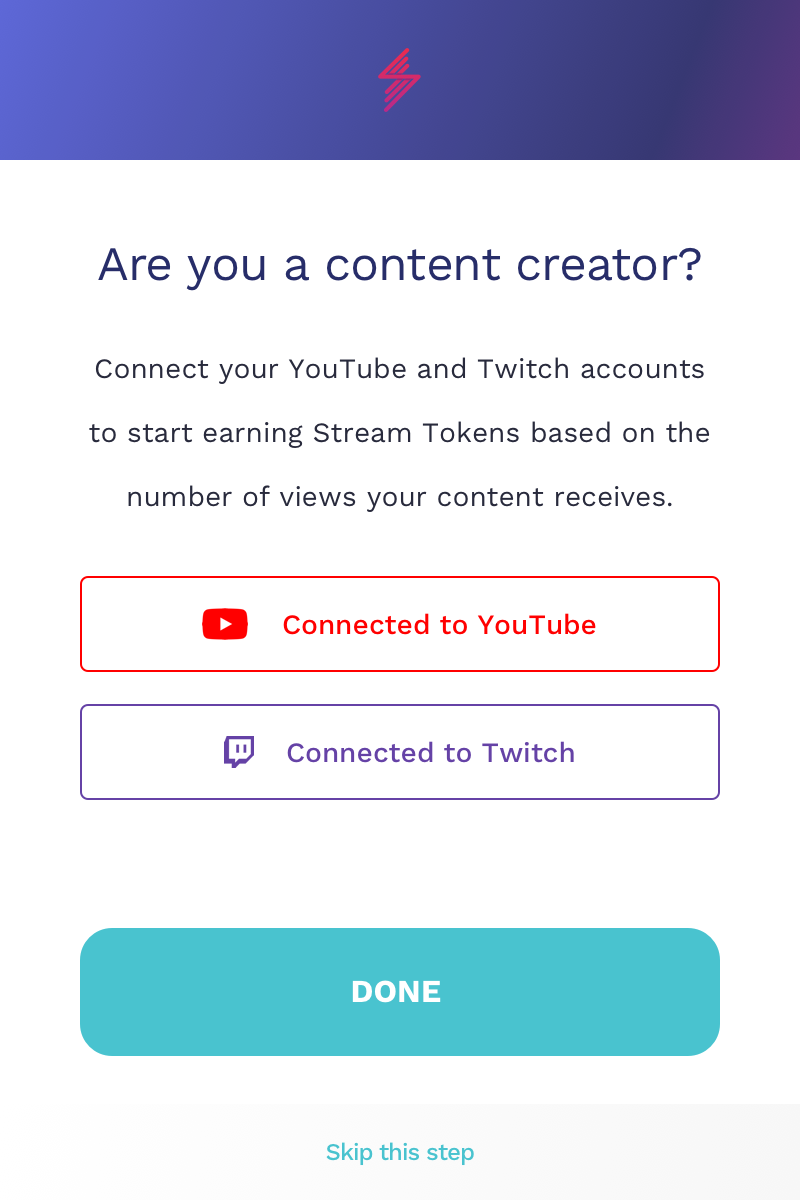 Are you a content creator?
Connect your YouTube and Twitch accounts
to start earning Stream Tokens based on the
number of views your content receives.
Connected to YouTube
Connected to Twitch
DONE
Skip this step